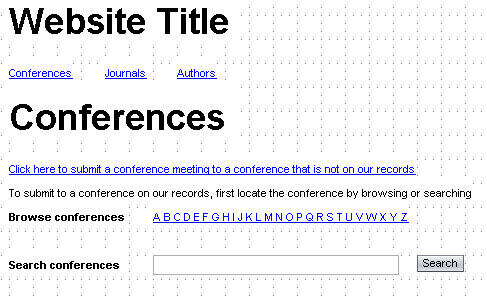 Website Title
Conferences Journals Authors
Conferences
Click here to submit a conference meeting to a conference that is not on our records
To submit to a conference on our records, first locate the conference by browsing or searching
Browse conferences A B C D E F G H I J K L M N O P Q R S T U V W X Y Z
Search conferences Search